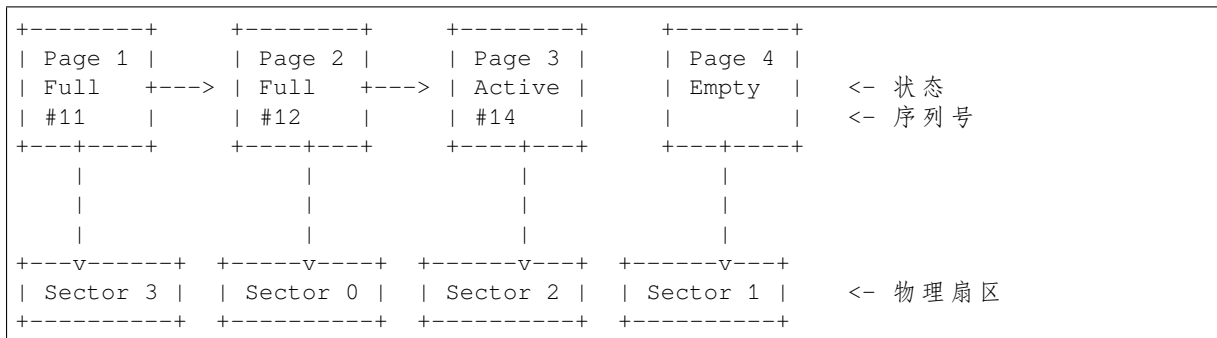 +--------+     +--------+     +--------+     +--------+
| Page 1 |     | Page 2 |     | Page 3 |     | Page 4 |
| Full   +---> | Full   +---> | Active |     | Empty  |   <- 状态
| #11    |     | #12    |     | #14    |     |        |   <- 序列号
+---+----+     +----+---+     +----+---+     +---+----+
    |               |              |             |
    |               |              |             |
    |               |              |             |
+---v------+  +-----v----+  +------v---+  +------v---+
| Sector 3 |  | Sector 0 |  | Sector 2 |  | Sector 1 |    <- 物理扇区
+----------+  +----------+  +----------+  +----------+